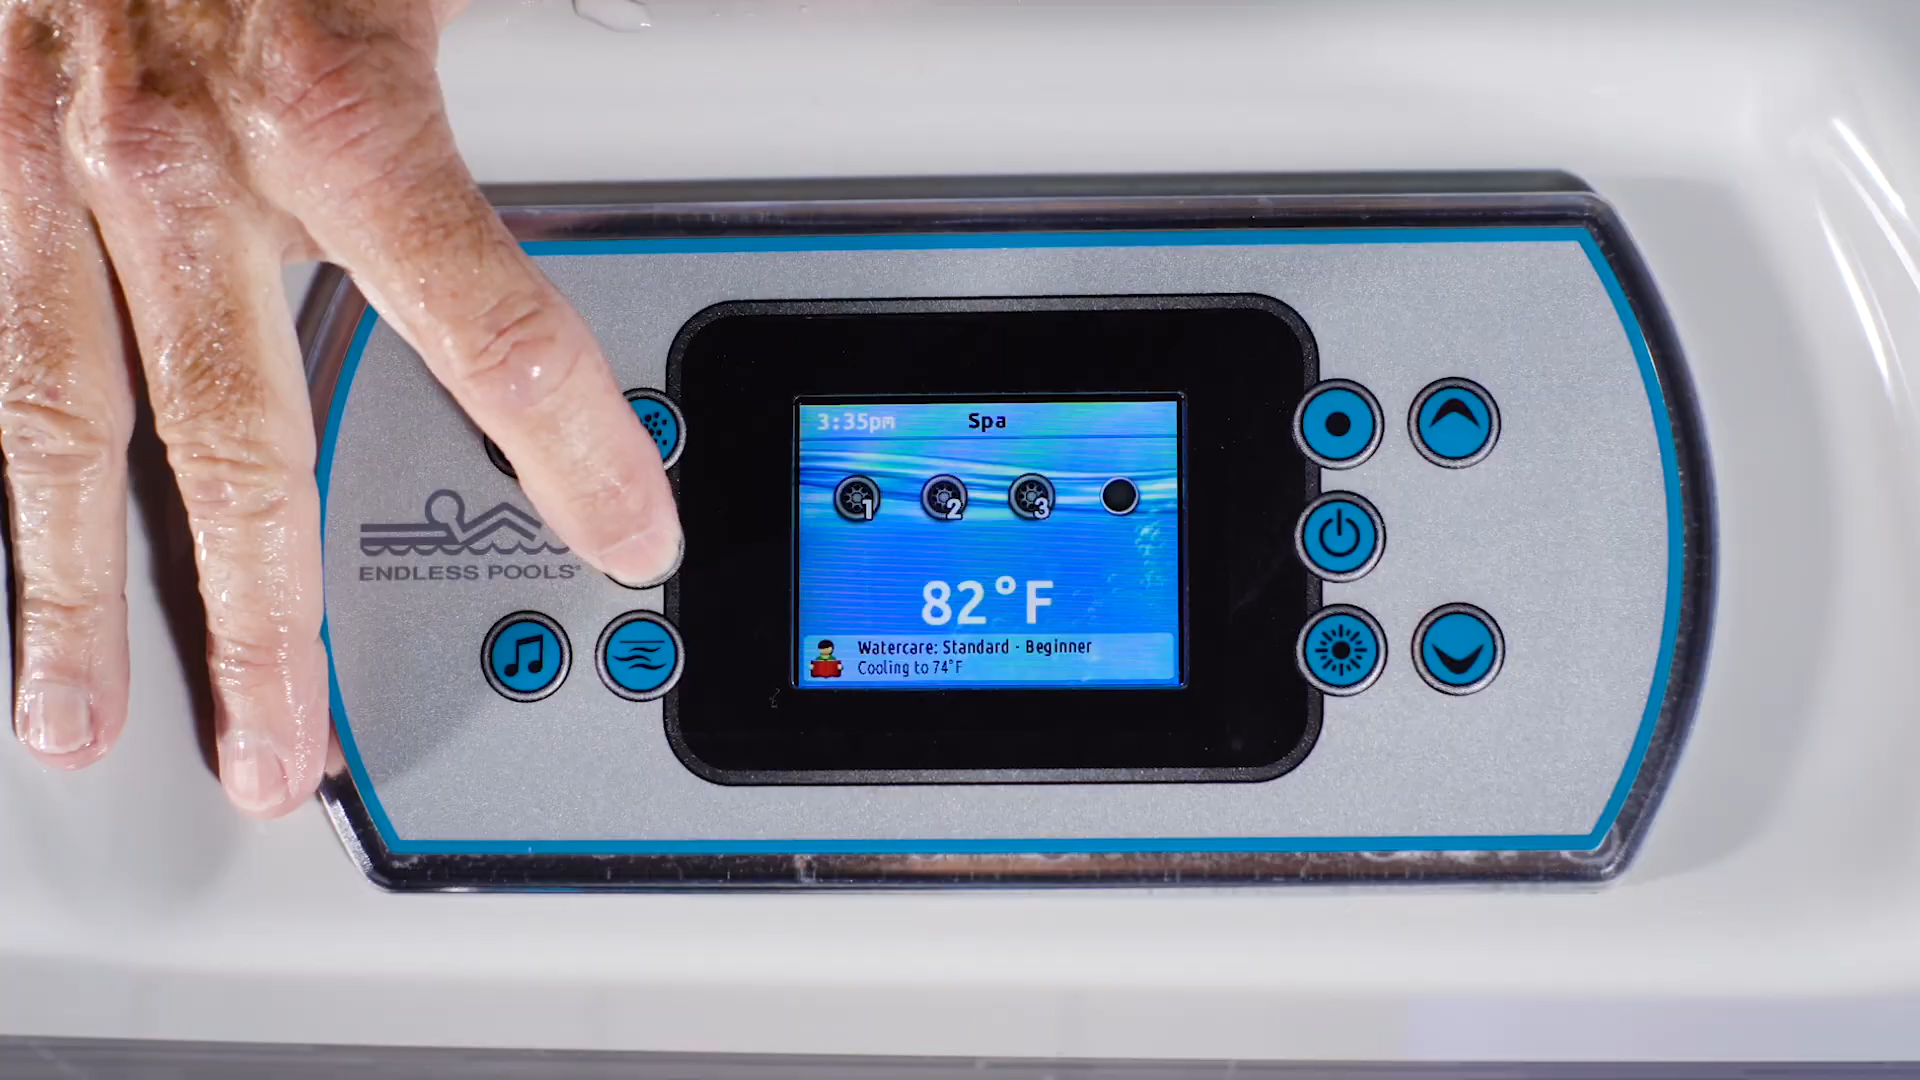 3:35pm Spa
1 2 3
82°F
Watercare: Standard - Beginner
Cooling to 74°F
ENDLESS POOLS®